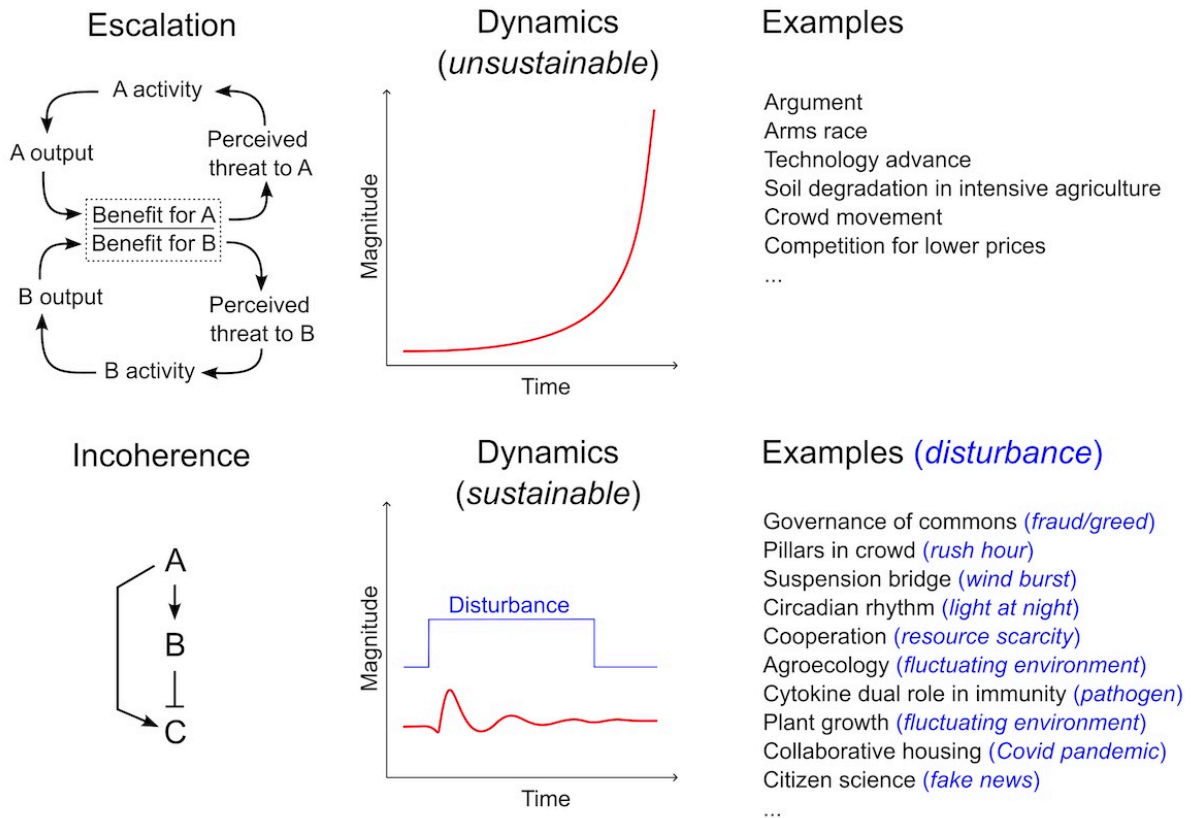 Escalation
A activity
A output
Perceived
threat to A
Benefit for A
Benefit for B
B output
Perceived
threat to B
B activity
Dynamics
(unsustainable)
Magnitude
Time
Examples
Argument
Arms race
Technology advance
Soil degradation in intensive agriculture
Crowd movement
Competition for lower prices
...
Incoherence
A
B
C
Dynamics
(sustainable)
Disturbance
Magnitude
Time
Examples (disturbance)
Governance of commons (fraud/greed)
Pillars in crowd (rush hour)
Suspension bridge (wind burst)
Circadian rhythm (light at night)
Cooperation (resource scarcity)
Agroecology (fluctuating environment)
Cytokine dual role in immunity (pathogen)
Plant growth (fluctuating environment)
Collaborative housing (Covid pandemic)
Citizen science (fake news)
...